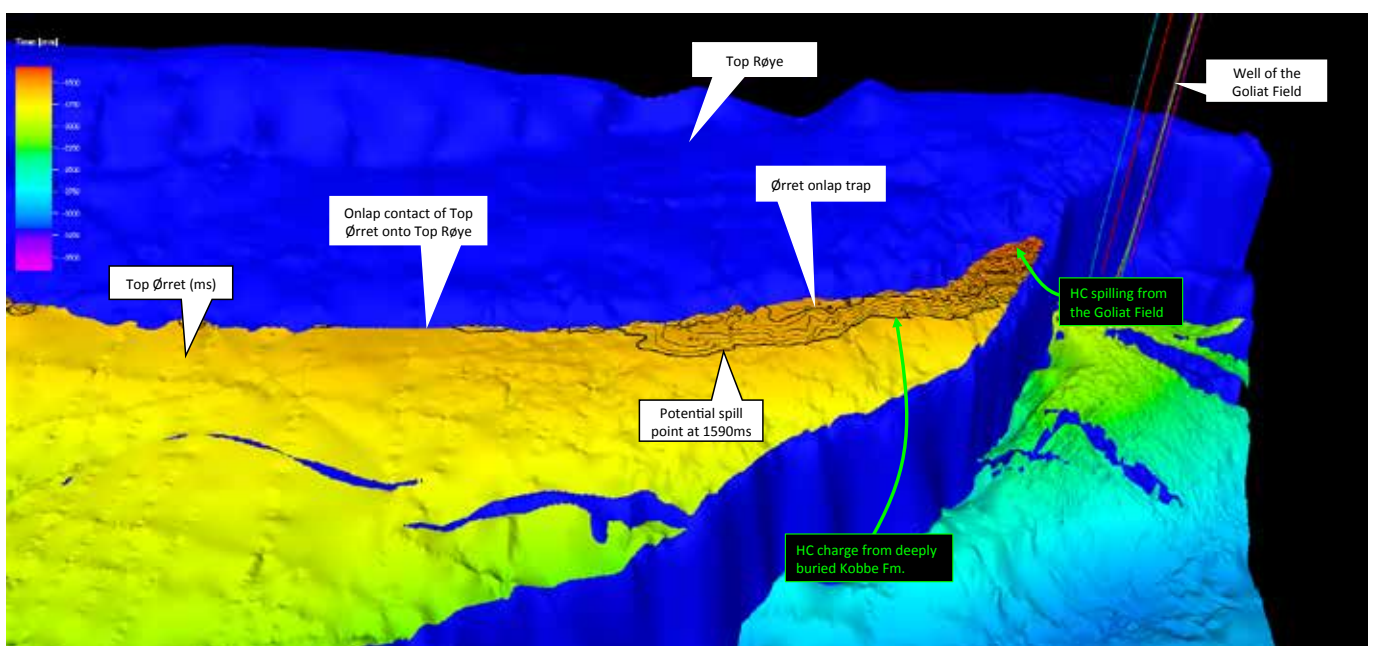 Time [ms]
Top Røye
Well of the
Goliat Field
Ørret onlap trap
Onlap contact of Top
Ørret onto Top Røye
Top Ørret (ms)
HC spilling from
the Goliat Field
Potential spill
point at 1590ms
HC charge from deeply
buried Kobbe Fm.